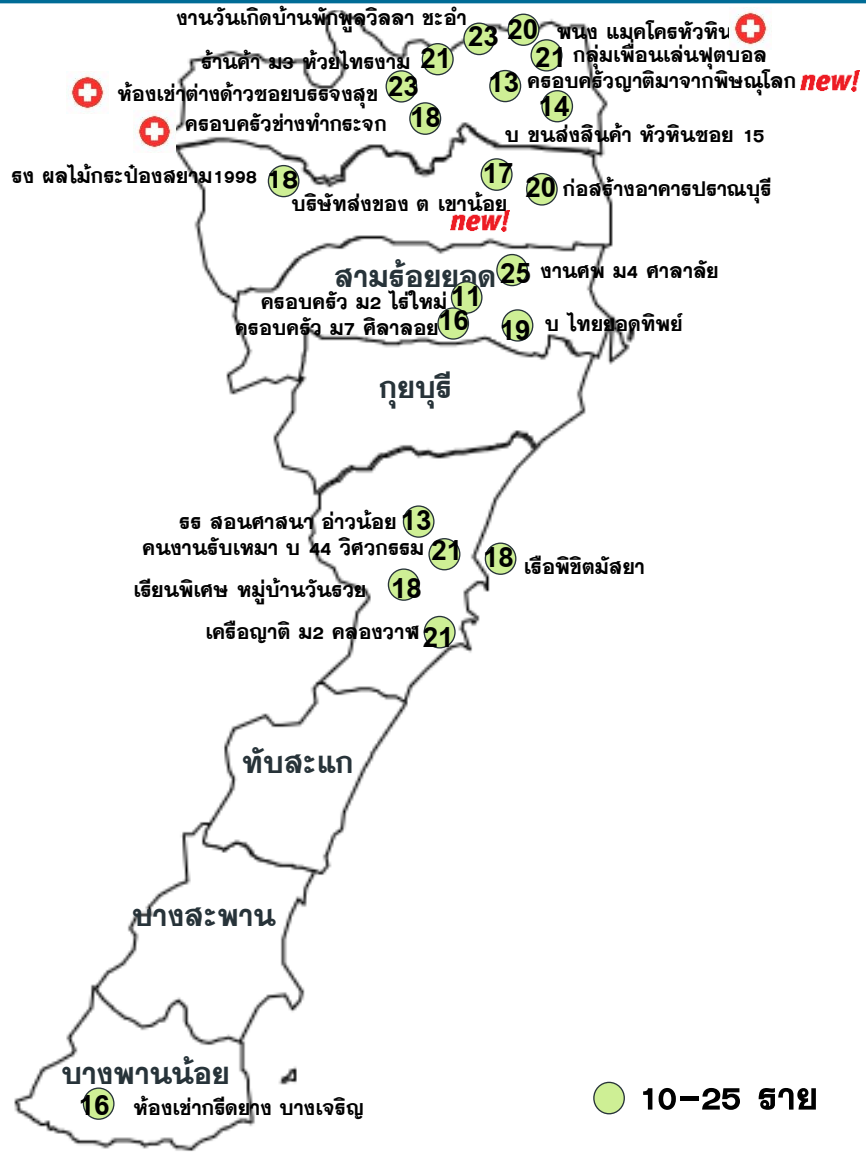 งานวันเกิดบ้านพักพูลวิลลา ชะอำ
23
20 พนง แมคโครหัวหิน
ร้านค้า ม3 ห้วยไทรงาม 21
21 กลุ่มเพื่อนเล่นฟุตบอล
ห้องเช่าต่างด้าวซอยบรรจงสุข 23
13 ครอบครัวญาติมาจากพิษณุโลก new!
14
ครอบครัวช่างทำกระจก 18
บ ขนส่งสินค้า หัวหินซอย 15
รง ผลไม้กระป๋องสยาม1998 18
17
20 ก่อสร้างอาคารปราณบุรี
บริษัทส่งของ ต เขาน้อย
new!
สามร้อยยอด
25 งานศพ ม4 ศาลาลัย
ครอบครัว ม2 ไร่ใหม่ 11
ครอบครัว ม7 ศิลาลอย 16
19 บ ไทยยอดทิพย์
กุยบุรี
รร สอนศาสนา อ่าวน้อย 13
คนงานรับเหมา บ 44 วิศวกรรม 21
18 เรือพิชิตมัสยา
เรียนพิเศษ หมู่บ้านวันรวย 18
เครือญาติ ม2 คลองวาฬ 21
ทับสะแก
บางสะพาน
บางพานน้อย
16 ห้องเช่ากรีดยาง บางเจริญ
10-25 ราย